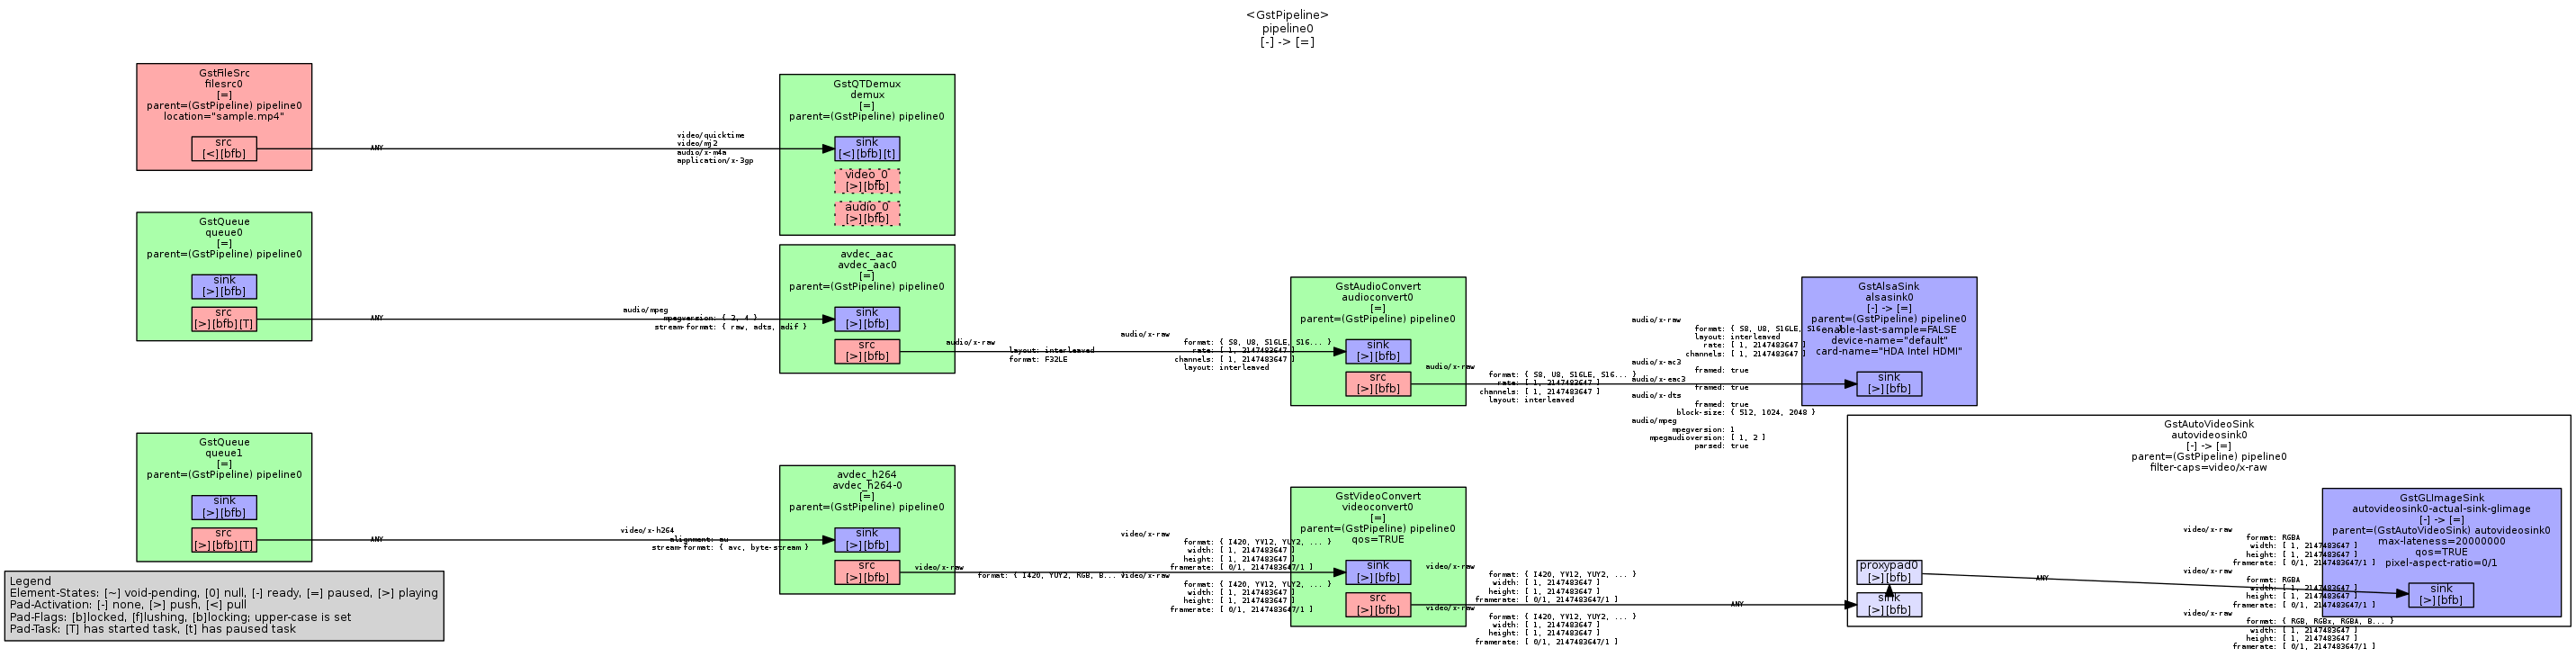 <GstPipeline>
pipeline0
[-] -> [=]
GstFileSrc
filesrc0
[=]
parent=(GstPipeline) pipeline0
location="sample.mp4"
src
[<][bfb]
ANY
video/quicktime
video/mj2
audio/x-m4a
application/x-3gp
GstQTDemux
demux
[=]
parent=(GstPipeline) pipeline0
sink
[<][bfb][t]
video_0
[>][bfb]
audio_0
[>][bfb]
GstQueue
queue0
[=]
parent=(GstPipeline) pipeline0
sink
[>][bfb]
src
[>][bfb][T]
ANY
audio/mpeg
mpegversion: { 2, 4 }
stream-format: { raw, adts, adif }
avdec_aac
avdec_aac0
[=]
parent=(GstPipeline) pipeline0
sink
[>][bfb]
src
[>][bfb]
audio/x-raw
layout: interleaved
format: F32LE
audio/x-raw
format: { S8, U8, S16LE, S16... }
rate: [ 1, 2147483647 ]
channels: [ 1, 2147483647 ]
layout: interleaved
GstAudioConvert
audioconvert0
[=]
parent=(GstPipeline) pipeline0
sink
[>][bfb]
src
[>][bfb]
audio/x-raw
format: { S8, U8, S16LE, S16... }
rate: [ 1, 2147483647 ]
channels: [ 1, 2147483647 ]
layout: interleaved
audio/x-raw
format: { S8, U8, S16LE, S16... }
layout: interleaved
rate: [ 1, 2147483647 ]
channels: [ 1, 2147483647 ]
audio/x-ac3
framed: true
audio/x-eac3
framed: true
audio/x-dts
framed: true
block-size: { 512, 1024, 2048 }
audio/mpeg
mpegversion: 1
mpegaudioversion: [ 1, 2 ]
parsed: true
GstAlsaSink
alsasink0
[-] -> [=]
parent=(GstPipeline) pipeline0
enable-last-sample=FALSE
device-name="default"
card-name="HDA Intel HDMI"
sink
[>][bfb]
GstQueue
queue1
[=]
parent=(GstPipeline) pipeline0
sink
[>][bfb]
src
[>][bfb][T]
ANY
video/x-h264
alignment: au
stream-format: { avc, byte-stream }
avdec_h264
avdec_h264-0
[=]
parent=(GstPipeline) pipeline0
sink
[>][bfb]
src
[>][bfb]
video/x-raw
format: { I420, YUY2, RGB, B... }
video/x-raw
format: { I420, YV12, YUY2, ... }
width: [ 1, 2147483647 ]
height: [ 1, 2147483647 ]
framerate: [ 0/1, 2147483647/1 ]
video/x-raw
format: { I420, YV12, YUY2, ... }
width: [ 1, 2147483647 ]
height: [ 1, 2147483647 ]
framerate: [ 0/1, 2147483647/1 ]
GstVideoConvert
videoconvert0
[=]
parent=(GstPipeline) pipeline0
qos=TRUE
sink
[>][bfb]
src
[>][bfb]
video/x-raw
format: { I420, YV12, YUY2, ... }
width: [ 1, 2147483647 ]
height: [ 1, 2147483647 ]
framerate: [ 0/1, 2147483647/1 ]
video/x-raw
format: { I420, YV12, YUY2, ... }
width: [ 1, 2147483647 ]
height: [ 1, 2147483647 ]
framerate: [ 0/1, 2147483647/1 ]
ANY
GstAutoVideoSink
autovideosink0
[-] -> [=]
parent=(GstPipeline) pipeline0
filter-caps=video/x-raw
proxypad0
[>][bfb]
sink
[>][bfb]
ANY
video/x-raw
format: RGBA
width: [ 1, 2147483647 ]
height: [ 1, 2147483647 ]
framerate: [ 0/1, 2147483647/1 ]
video/x-raw
format: RGBA
width: [ 1, 2147483647 ]
height: [ 1, 2147483647 ]
framerate: [ 0/1, 2147483647/1 ]
video/x-raw
format: { RGB, RGBx, RGBA, B... }
width: [ 1, 2147483647 ]
height: [ 1, 2147483647 ]
framerate: [ 0/1, 2147483647/1 ]
GstGLImageSink
autovideosink0-actual-sink-glimage
[-] -> [=]
parent=(GstAutoVideoSink) autovideosink0
max-lateness=20000000
qos=TRUE
pixel-aspect-ratio=0/1
sink
[>][bfb]
Legend
Element-States: [~] void-pending, [0] null, [-] ready, [=] paused, [>] playing
Pad-Activation: [-] none, [>] push, [<] pull
Pad-Flags: [b]locked, [f]lushing, [b]locking; upper-case is set
Pad-Task: [T] has started task, [t] has paused task